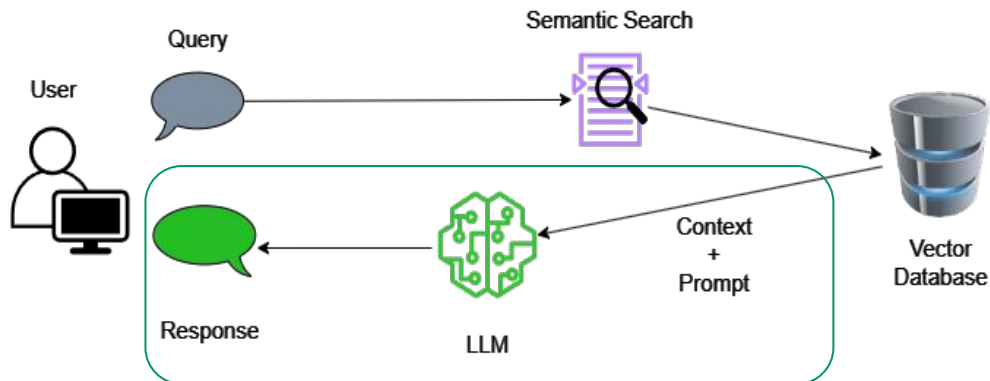 Semantic Search
Query
User
Context
+
Prompt
Vector
Database
Response
LLM